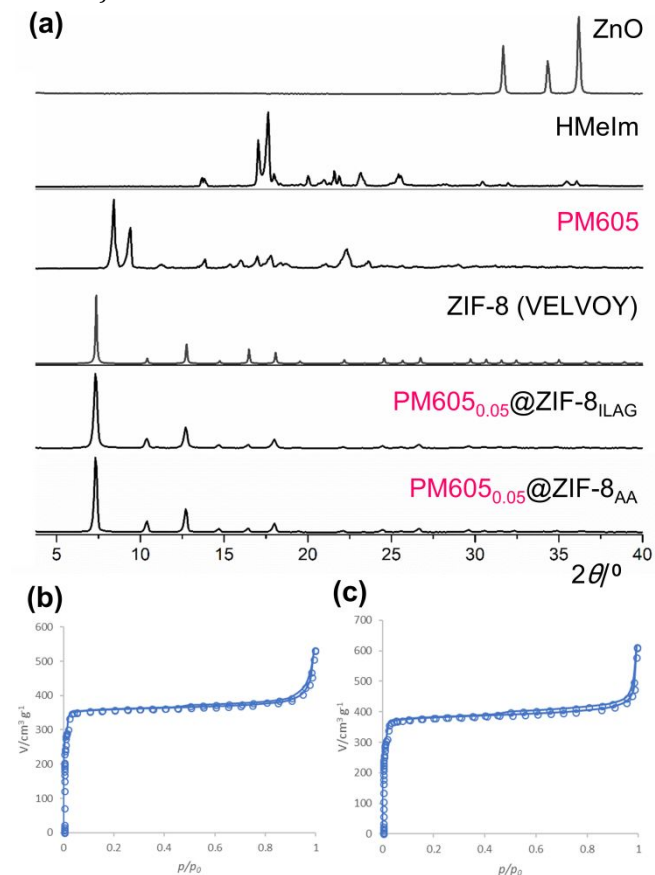 (a)
ZnO
HMeIm
PM605
ZIF-8 (VELVOY)
PM605₀.₀₅@ZIF-8ILAG
PM605₀.₀₅@ZIF-8AA
5 10 15 20 25 30 35 40
2θ/⁰
(b)
(c)
600
500
400
300
200
100
0
V/cm³ g⁻¹
0 0.2 0.4 0.6 0.8 1
p/p₀
700
600
500
400
300
200
100
0
V/cm³ g⁻¹
0 0.2 0.4 0.6 0.8 1
p/p₀